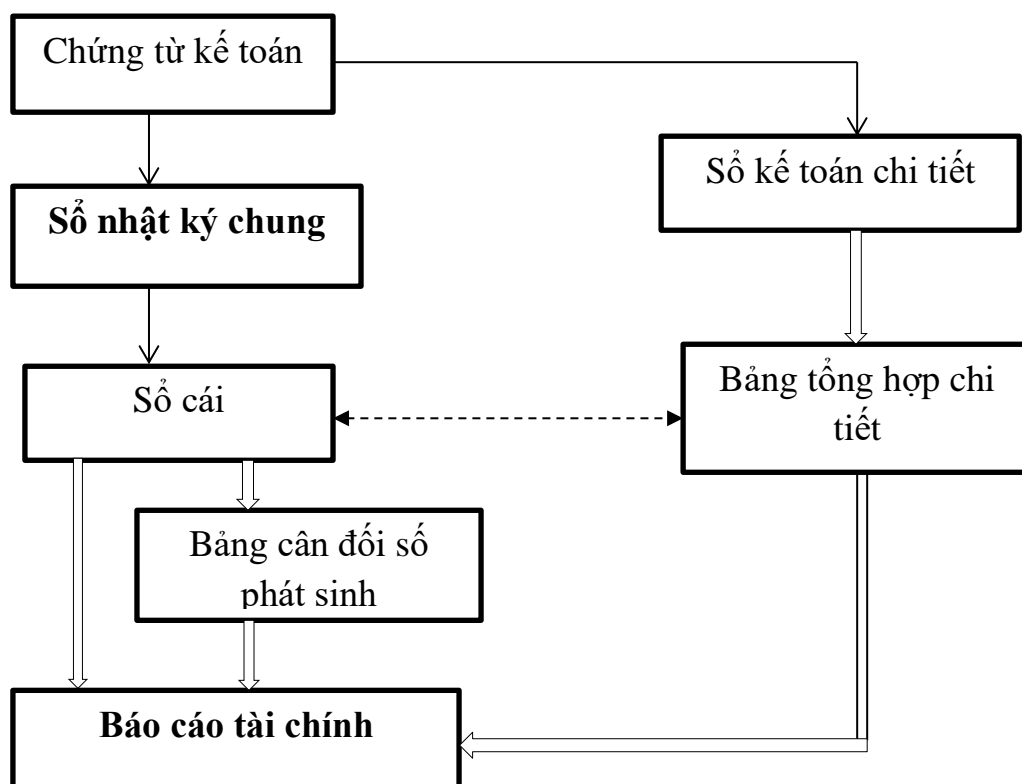 Chứng từ kế toán
Sổ kế toán chi tiết
Sổ nhật ký chung
Sổ cái
Bảng tổng hợp chi
tiết
Bảng cân đối số
phát sinh
Báo cáo tài chính